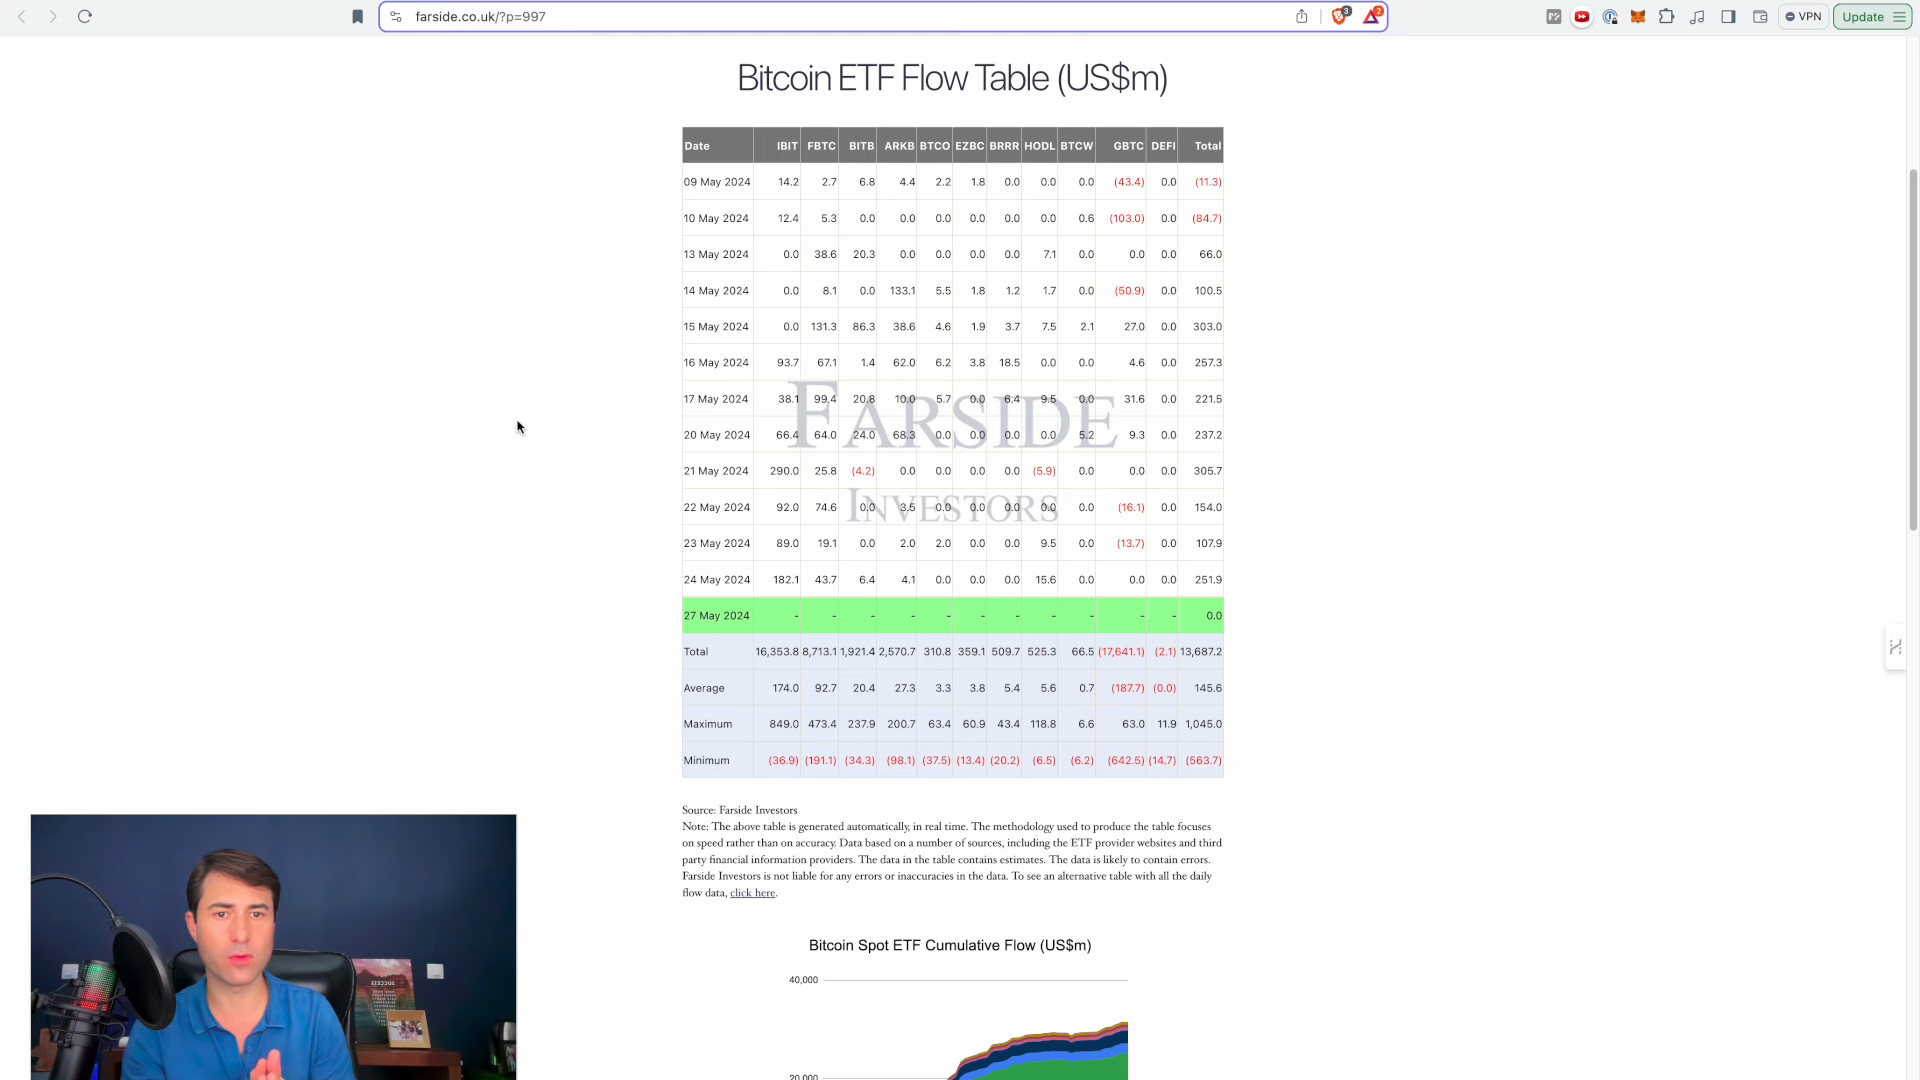 farside.co.uk/?p=997
3
2
VPN
Update
Bitcoin ETF Flow Table (US$m)
Date IBIT FBTC BITB ARKB BTCO EZBC BRRR HODL BTCW GBTC DEFI Total
09 May 2024 14.2 2.7 6.8 4.4 2.2 1.8 0.0 0.0 0.0 (43.4) 0.0 (11.3)
10 May 2024 12.4 5.3 0.0 0.0 0.0 0.0 0.0 0.0 0.6 (103.0) 0.0 (84.7)
13 May 2024 0.0 38.6 20.3 0.0 0.0 0.0 0.0 7.1 0.0 0.0 0.0 66.0
14 May 2024 0.0 8.1 0.0 133.1 5.5 1.8 1.2 1.7 0.0 (50.9) 0.0 100.5
15 May 2024 0.0 131.3 86.3 38.6 4.6 1.9 3.7 7.5 2.1 27.0 0.0 303.0
16 May 2024 93.7 67.1 1.4 62.0 6.2 3.8 18.5 0.0 0.0 4.6 0.0 257.3
17 May 2024 38.1 99.4 20.8 10.0 5.7 0.0 6.4 9.5 0.0 31.6 0.0 221.5
FARSIDE
20 May 2024 66.4 64.0 24.0 68.3 0.0 0.0 0.0 0.0 5.2 9.3 0.0 237.2
21 May 2024 290.0 25.8 (4.2) 0.0 0.0 0.0 0.0 (5.9) 0.0 0.0 0.0 305.7
22 May 2024 92.0 74.6 0.0 3.5 0.0 0.0 0.0 0.0 0.0 (16.1) 0.0 154.0
INVESTORS
23 May 2024 89.0 19.1 0.0 2.0 2.0 0.0 0.0 9.5 0.0 (13.7) 0.0 107.9
24 May 2024 182.1 43.7 6.4 4.1 0.0 0.0 0.0 15.6 0.0 0.0 0.0 251.9
27 May 2024 - - - - - - - - - - - 0.0
Total 16,353.8 8,713.1 1,921.4 2,570.7 310.8 359.1 509.7 525.3 66.5 (17,641.1) (2.1) 13,687.2
Average 174.0 92.7 20.4 27.3 3.3 3.8 5.4 5.6 0.7 (187.7) (0.0) 145.6
Maximum 849.0 473.4 237.9 200.7 63.4 60.9 43.4 118.8 6.6 63.0 11.9 1,045.0
Minimum (36.9) (191.1) (34.3) (98.1) (37.5) (13.4) (20.2) (6.5) (6.2) (642.5) (14.7) (563.7)
Source: Farside Investors
Note: The above table is generated automatically, in real time. The methodology used to produce the table focuses
on speed rather than on accuracy. Data based on a number of sources, including the ETF provider websites and third
party financial information providers. The data in the table contains estimates. The data is likely to contain errors.
Farside Investors is not liable for any errors or inaccuracies in the data. To see an alternative table with all the daily
flow data, click here.
Bitcoin Spot ETF Cumulative Flow (US$m)
40,000
20,000